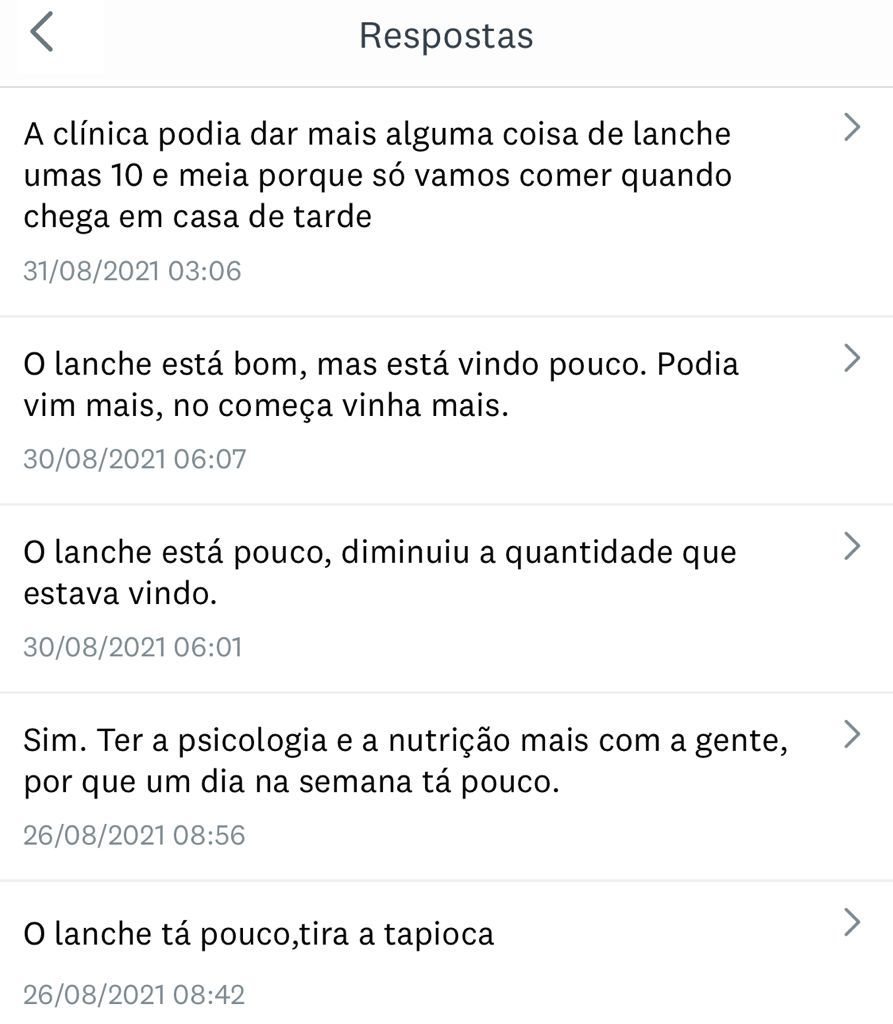 Respostas
A clínica podia dar mais alguma coisa de lanche
umas 10 e meia porque só vamos comer quando
chega em casa de tarde
31/08/2021 03:06
O lanche está bom, mas está vindo pouco. Podia
vim mais, no começa vinha mais.
30/08/2021 06:07
O lanche está pouco, diminuiu a quantidade que
estava vindo.
30/08/2021 06:01
Sim. Ter a psicologia e a nutrição mais com a gente,
por que um dia na semana tá pouco.
26/08/2021 08:56
O lanche tá pouco,tira a tapioca
26/08/2021 08:42